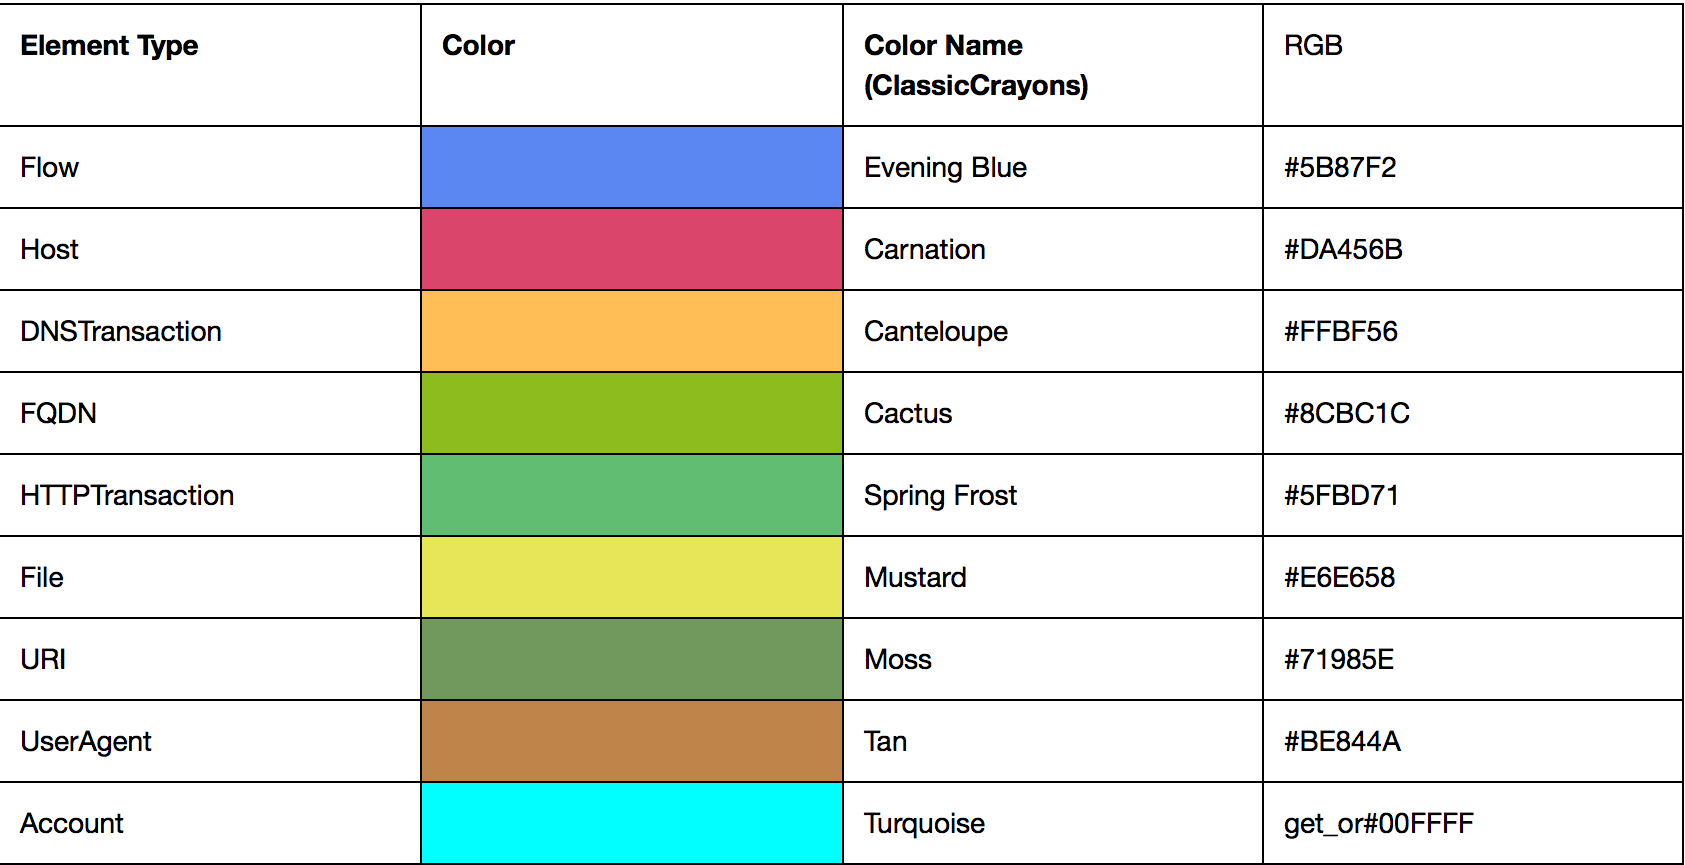 Element Type Color Color Name RGB
(ClassicCrayons)
Flow Evening Blue #5B87F2
Host Carnation #DA456B
DNSTransaction Canteloupe #FFBF56
FQDN Cactus #8CBC1C
HTTPTransaction Spring Frost #5FBD71
File Mustard #E6E658
URI Moss #71985E
UserAgent Tan #BE844A
Account Turquoise get_or#00FFFF